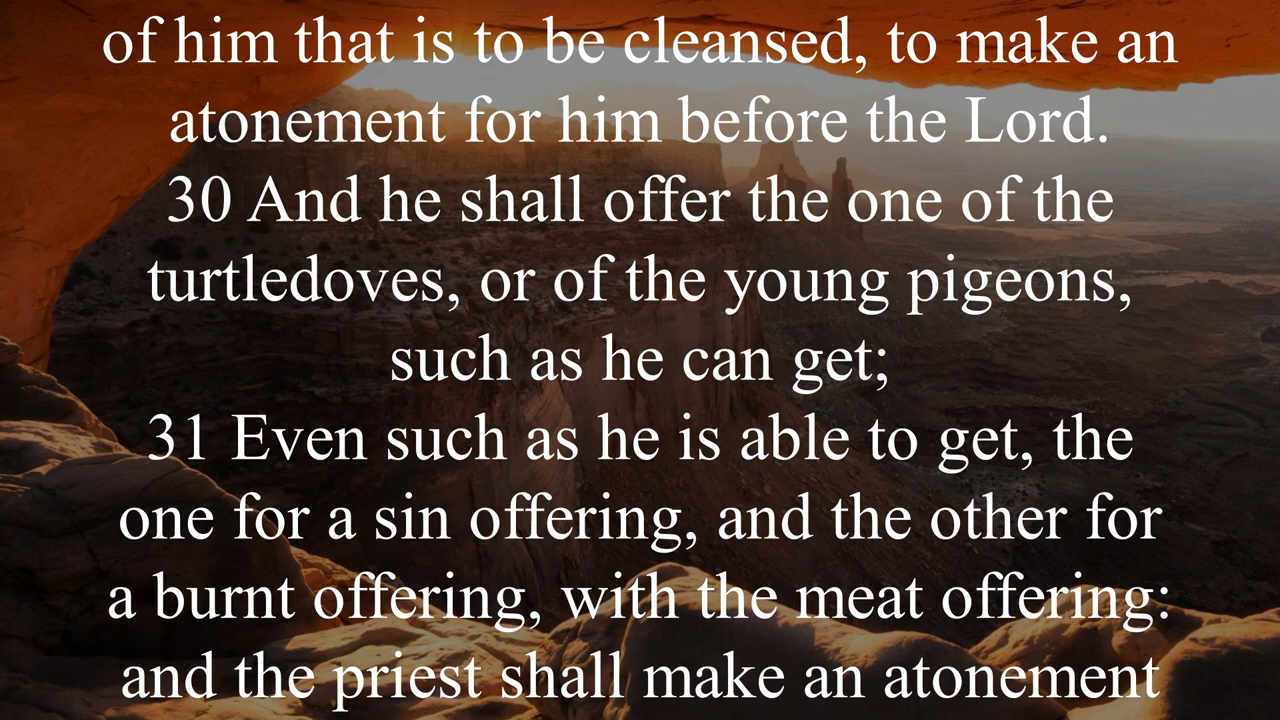 of him that is to be cleansed, to make an
atonement for him before the Lord.
30 And he shall offer the one of the
turtledoves, or of the young pigeons,
such as he can get;
31 Even such as he is able to get, the
one for a sin offering, and the other for
a burnt offering, with the meat offering:
and the priest shall make an atonement